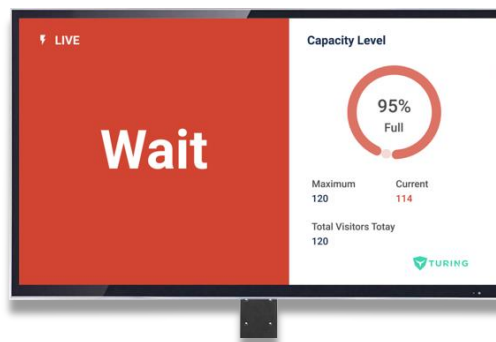 LIVE
Wait
Capacity Level
95%
Full
Maximum
120
Current
114
Total Visitors Totay
120
TURING